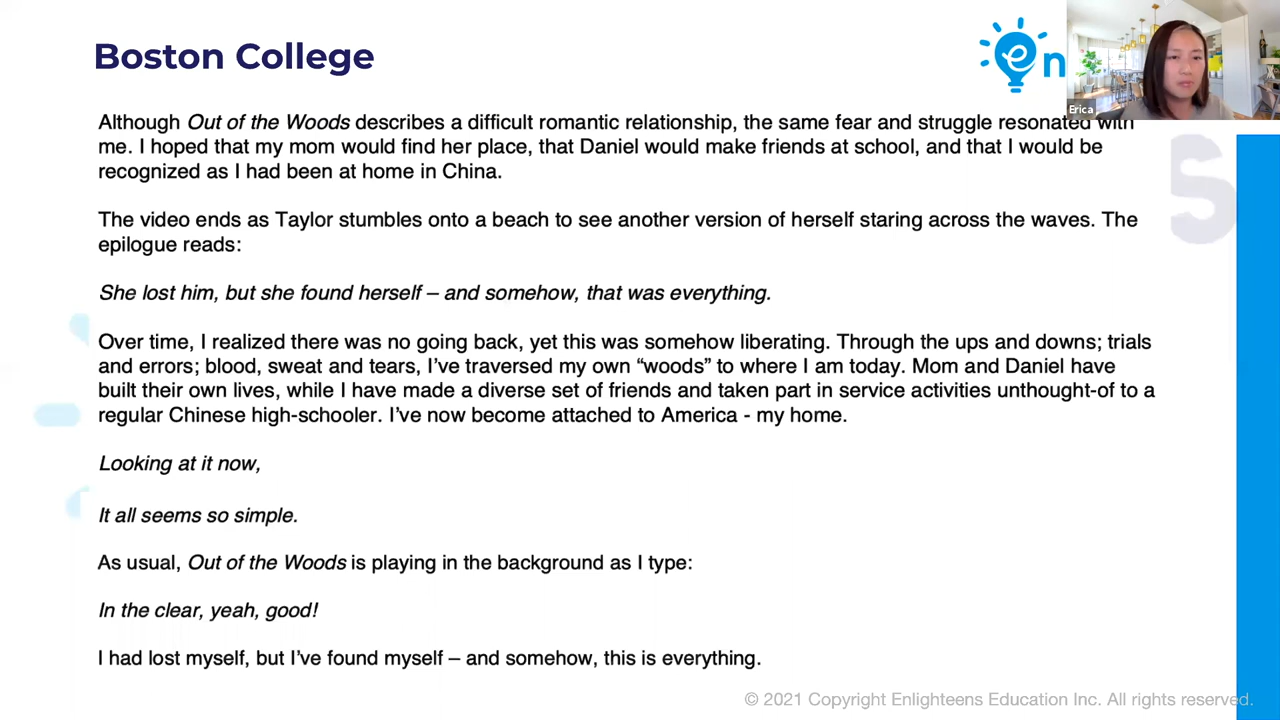 Boston College
en
Erica
Although Out of the Woods describes a difficult romantic relationship, the same fear and struggle resonated with
me. I hoped that my mom would find her place, that Daniel would make friends at school, and that I would be
recognized as I had been at home in China.
The video ends as Taylor stumbles onto a beach to see another version of herself staring across the waves. The
epilogue reads:
She lost him, but she found herself – and somehow, that was everything.
Over time, I realized there was no going back, yet this was somehow liberating. Through the ups and downs; trials
and errors; blood, sweat and tears, I’ve traversed my own “woods” to where I am today. Mom and Daniel have
built their own lives, while I have made a diverse set of friends and taken part in service activities unthought-of to a
regular Chinese high-schooler. I’ve now become attached to America - my home.
Looking at it now,
It all seems so simple.
As usual, Out of the Woods is playing in the background as I type:
In the clear, yeah, good!
I had lost myself, but I’ve found myself – and somehow, this is everything.
© 2021 Copyright Enlighteens Education Inc. All rights reserved.
S